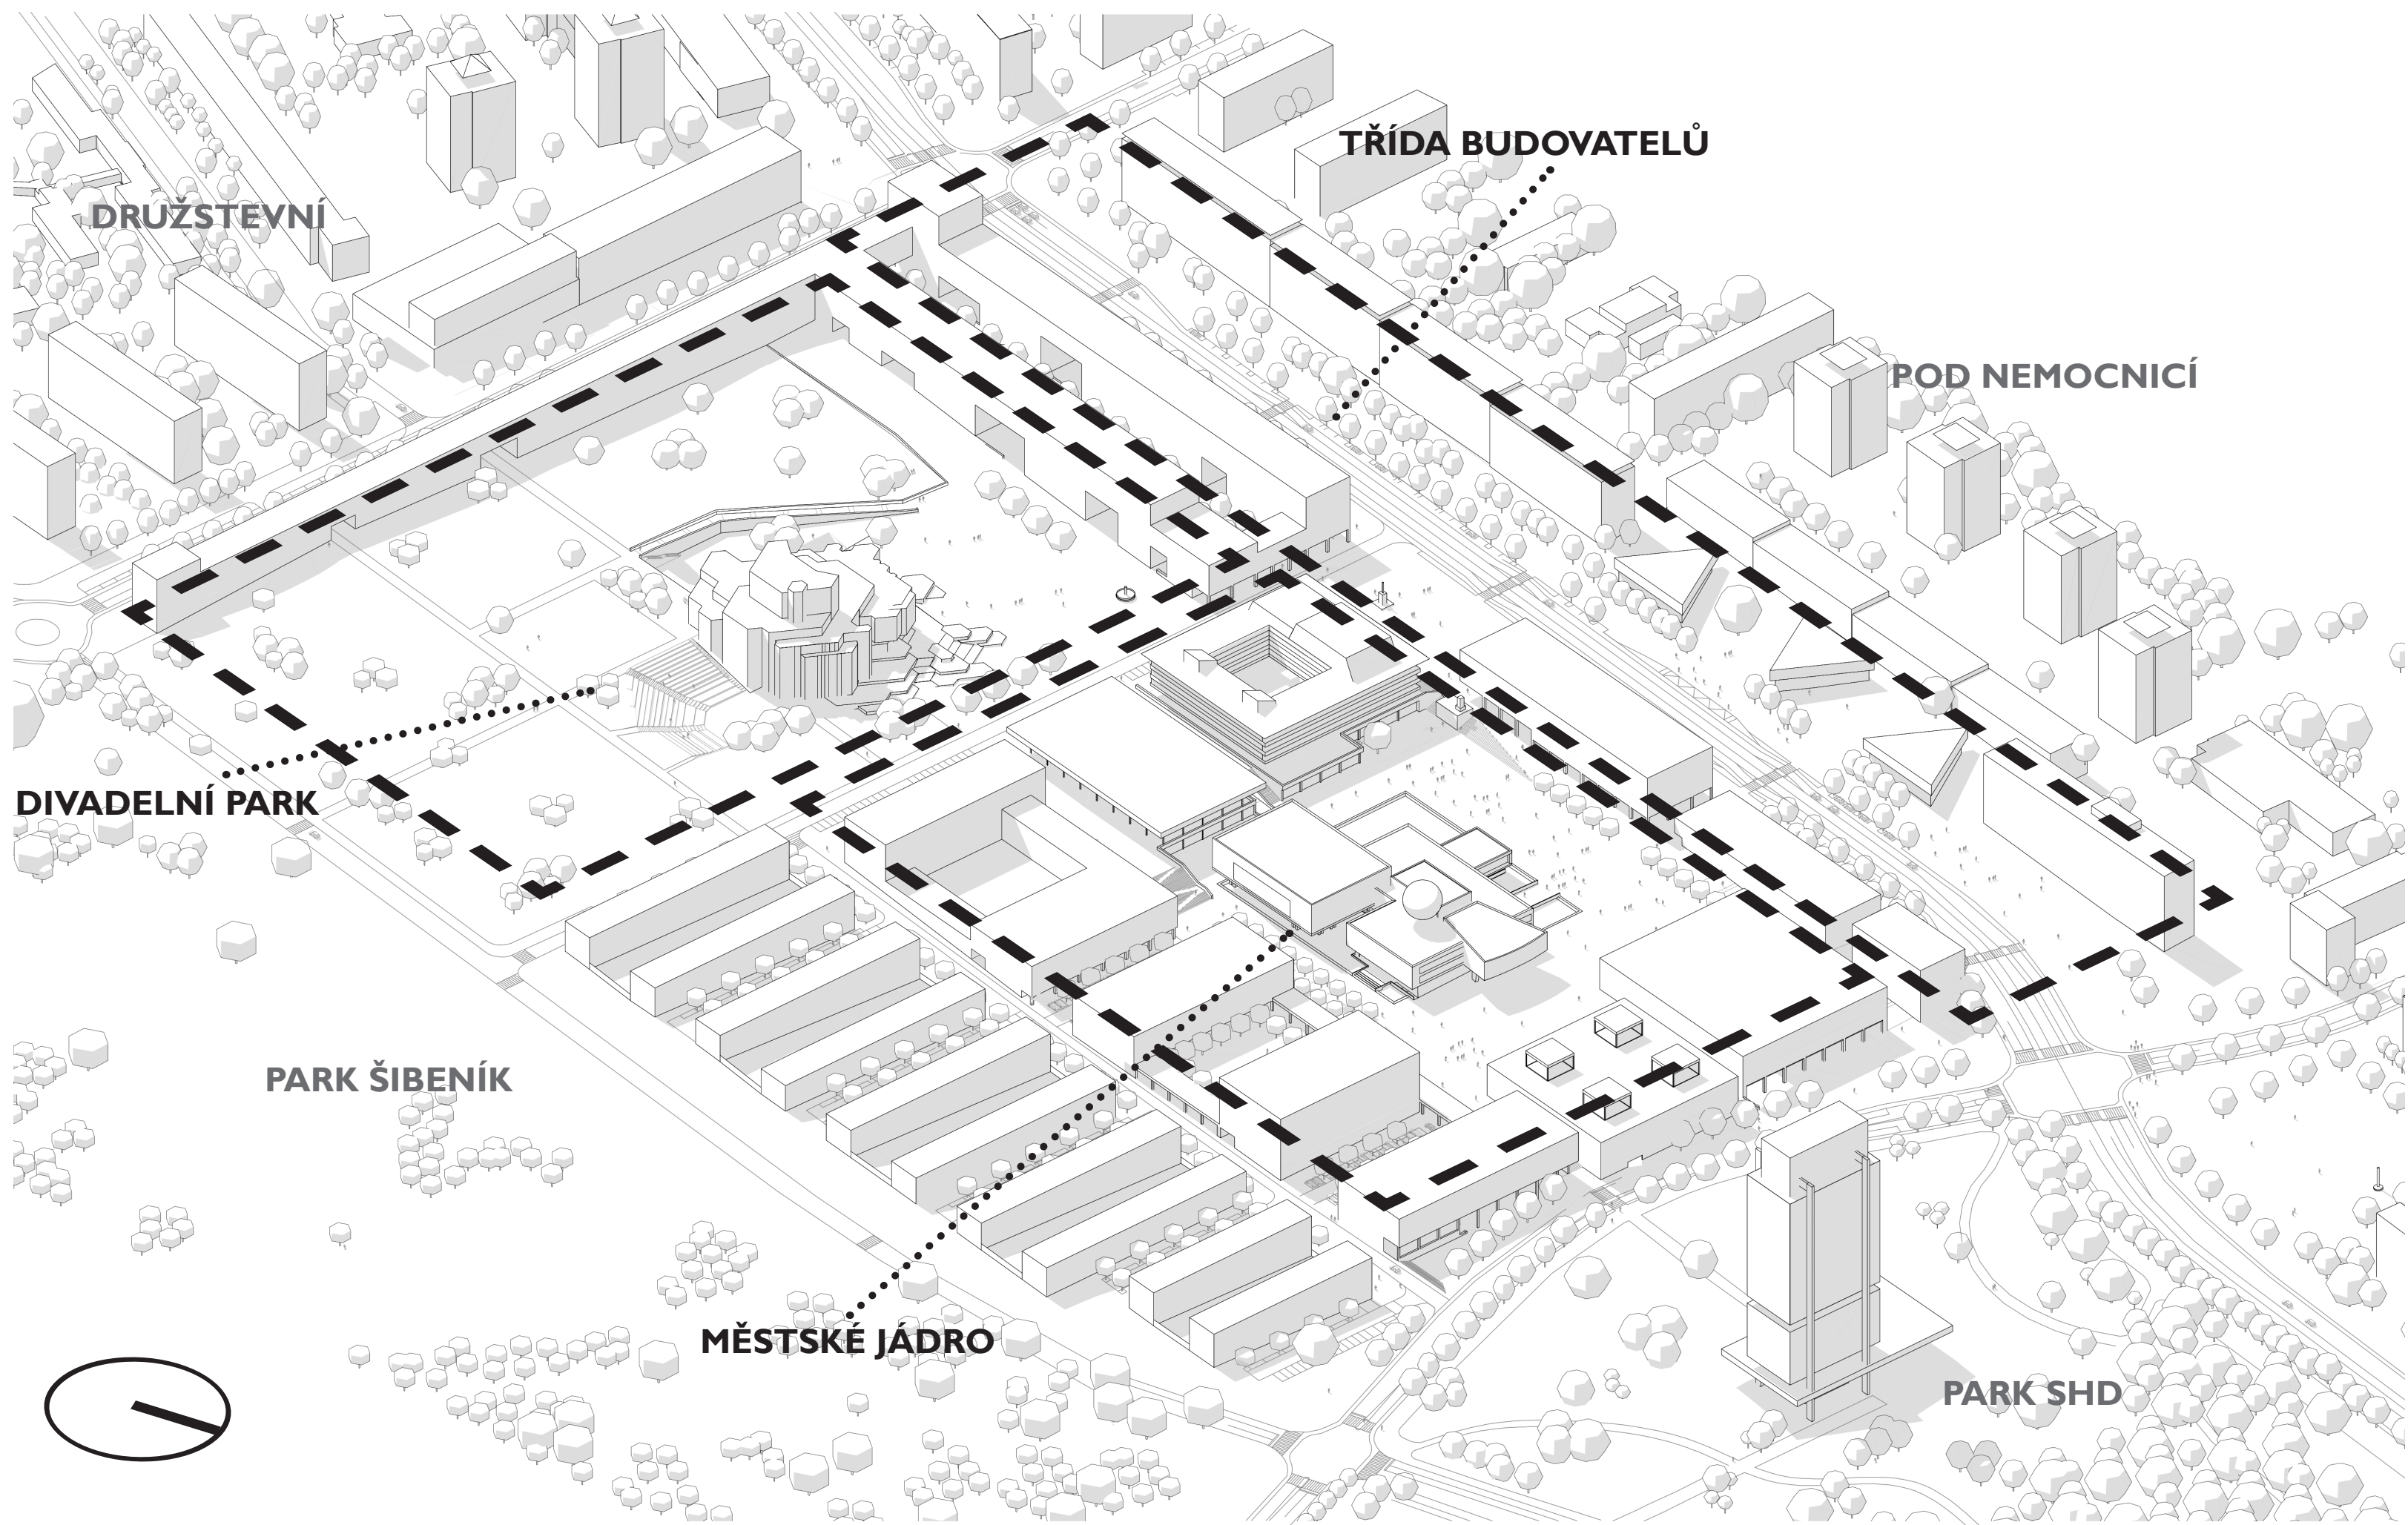 TŘÍDA BUDOVATELŮ
DRUŽSTEVNÍ
POD NEMOCNICÍ
DIVADELNÍ PARK
PARK ŠIBENÍK
MĚSTSKÉ JÁDRO
PARK SHD